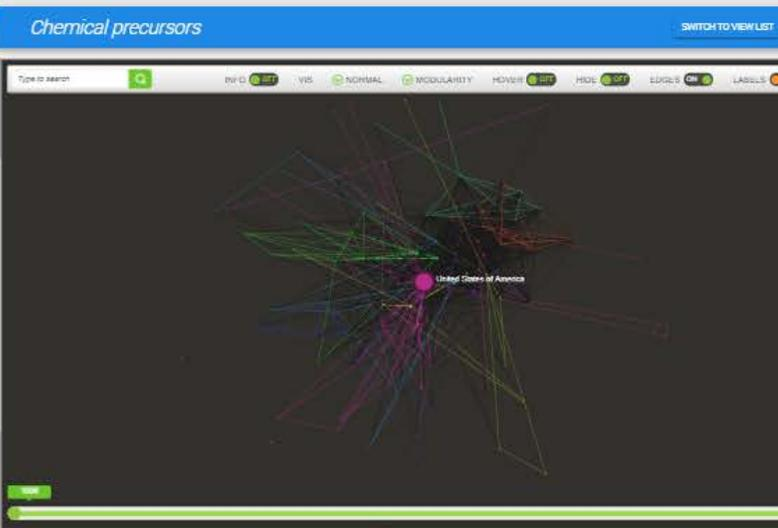 Chemical precursors
SWITCH TO VIEW LIST
Type to search
INFO OFF VIS NORMAL MODULARITY HOVER OFF HIDE OFF EDGES ON LABELS
United States of America